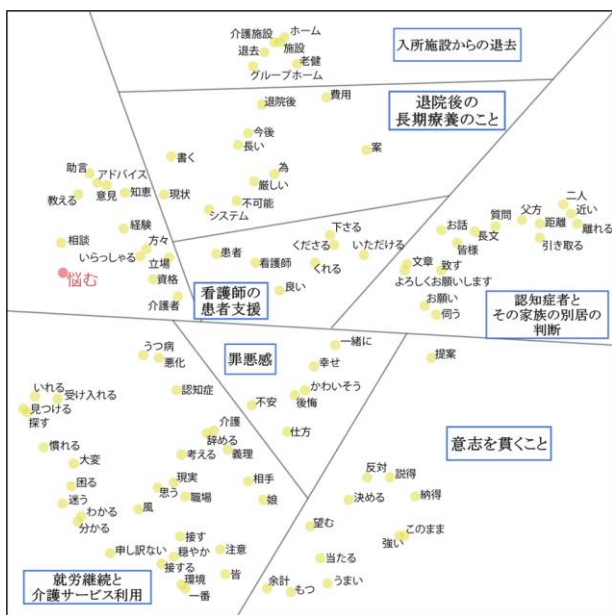 ホーム
介護施設
施設
退去
老健
グループホーム
入所施設からの退去
退院後
費用
退院後の
長期療養のこと
今後
長い
案
書く
為
厳しい
現状
不可能
システム
助言
アドバイス
意見
知恵
教える
経験
相談
方々
いらっしゃる
立場
悩む
資格
介護者
下さる
くださる
いただける
患者
看護師
くれる
良い
看護師の
患者支援
二人
近い
父方
距離
離れる
質問
引き取る
お話
長文
皆様
文章
致す
よろしくお願いします
お願い
伺う
認知症者と
その家族の別居の
判断
うつ病
悪化
罪悪感
一緒に
幸せ
提案
認知症
かわいそう
後悔
不安
仕方
意志を貫くこと
いれる
受け入れる
見つける
探す
慣れる
大変
困る
迷う
わかる
分かる
介護
辞める
義理
考える
現実
思う
職場
風
相手
娘
反対
説得
決める
納得
望む
このまま
強い
当たる
うまい
余計
もつ
接す
穏やか
申し訳ない
接する
注意
環境
皆
一番
就労継続と
介護サービス利用